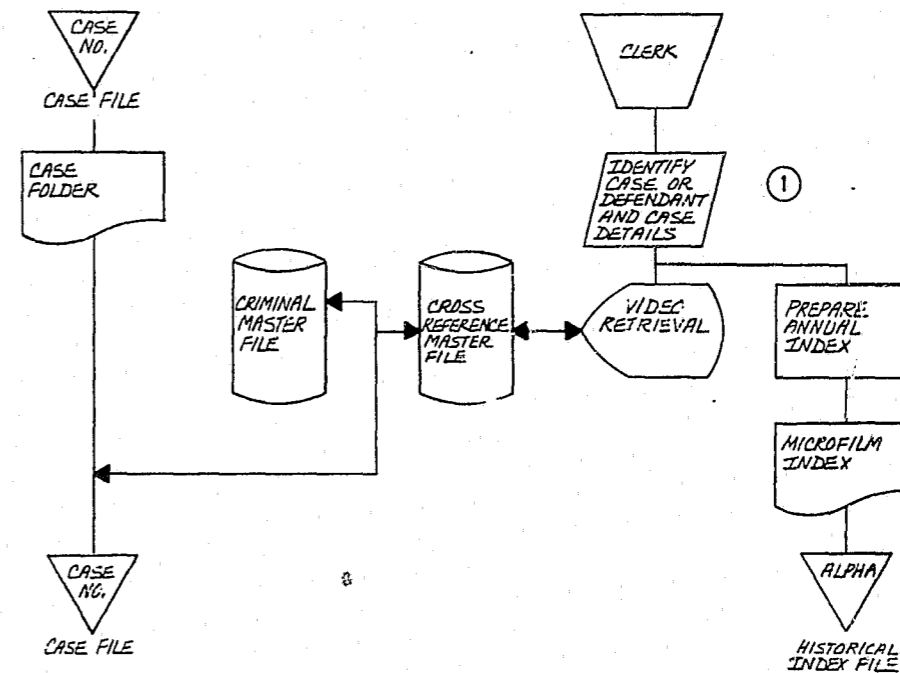 CASE
NO.
CASE FILE
CASE
FOLDER
CASE
NO.
CASE FILE
CRIMINAL
MASTER
FILE
CROSS
REFERENCE
MASTER
FILE
CLERK
IDENTIFY
CASE OR
DEFENDANT
AND CASE
DETAILS
1
VIDEO
RETRIEVAL
PREPARE
ANNUAL
INDEX
MICROFILM
INDEX
ALPHA
HISTORICAL
INDEX FILE